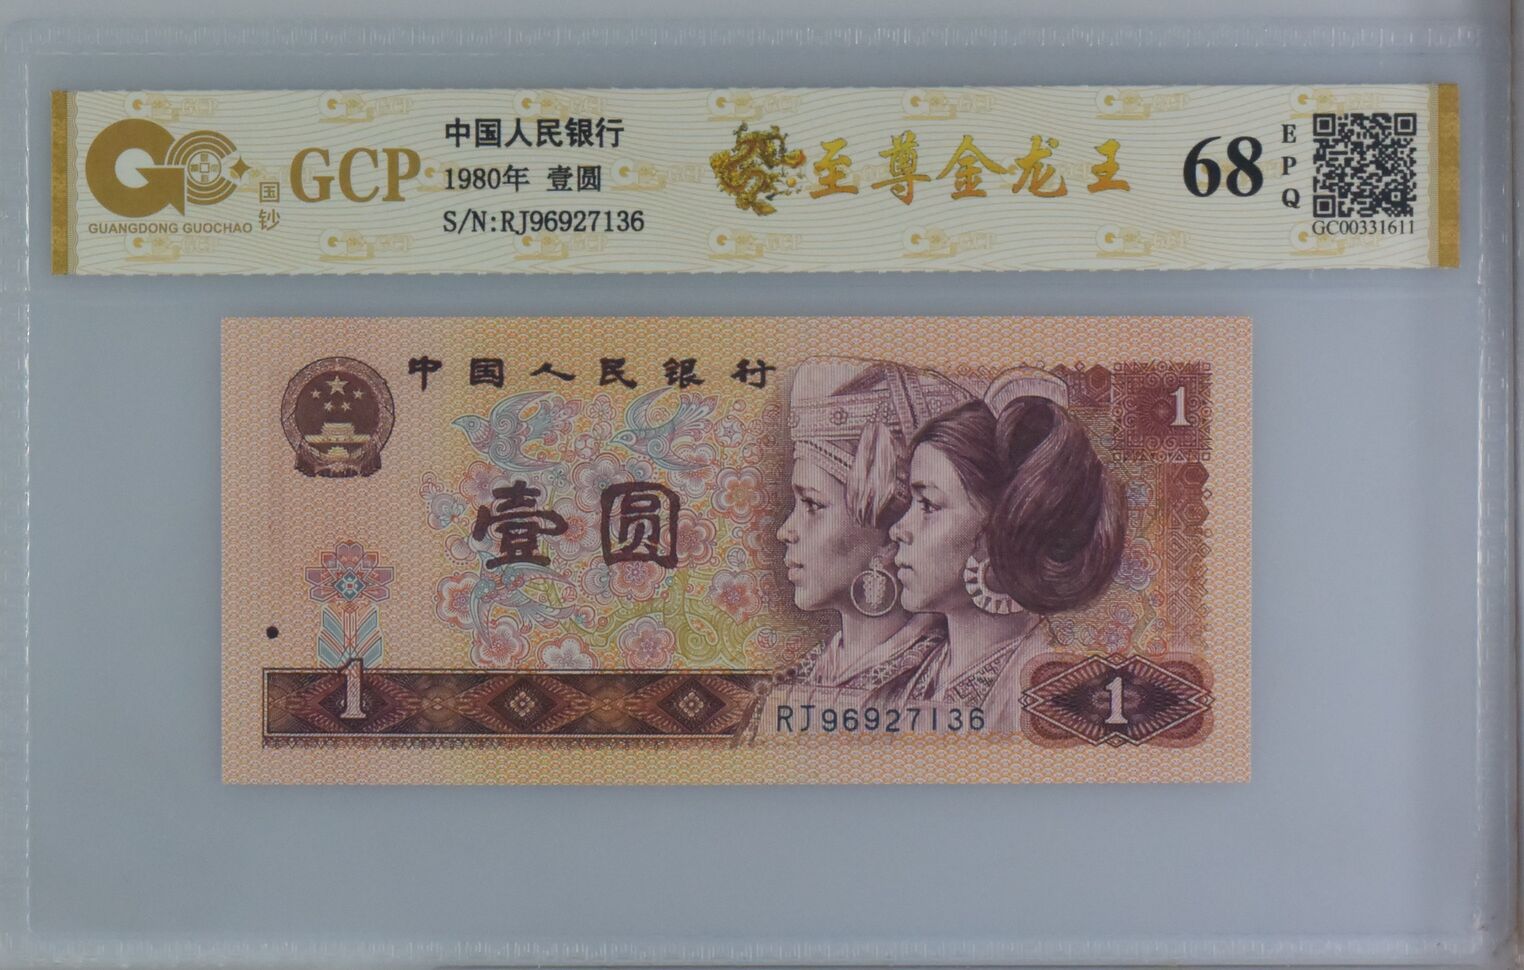 中国人民银行
1980年 壹圆
S/N:RJ96927136
GCP
国钞
GUANGDONG GUOCHAO
至尊金龙王
68
EPQ
GC00331611
中国人民银行
1
壹圆
1
RJ96927136
1